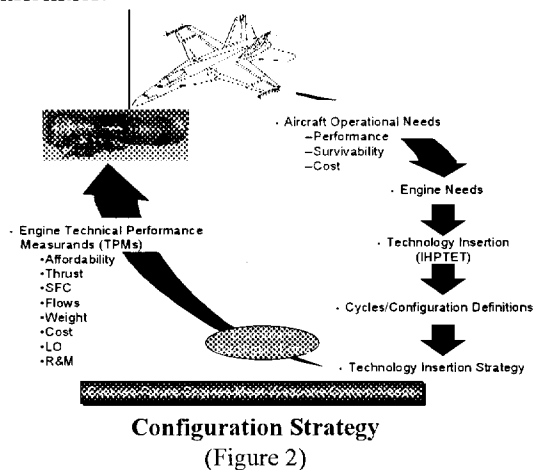 - Aircraft Operational Needs
–Performance
–Survivability
–Cost
- Engine Needs
- Technology Insertion
(IHPTET)
- Cycles/Configuration Definitions
- Technology Insertion Strategy
- Engine Technical Performance
Measurands (TPMs)
•Affordability
•Thrust
•SFC
•Flows
•Weight
•Cost
•LO
•R&M
Configuration Strategy
(Figure 2)